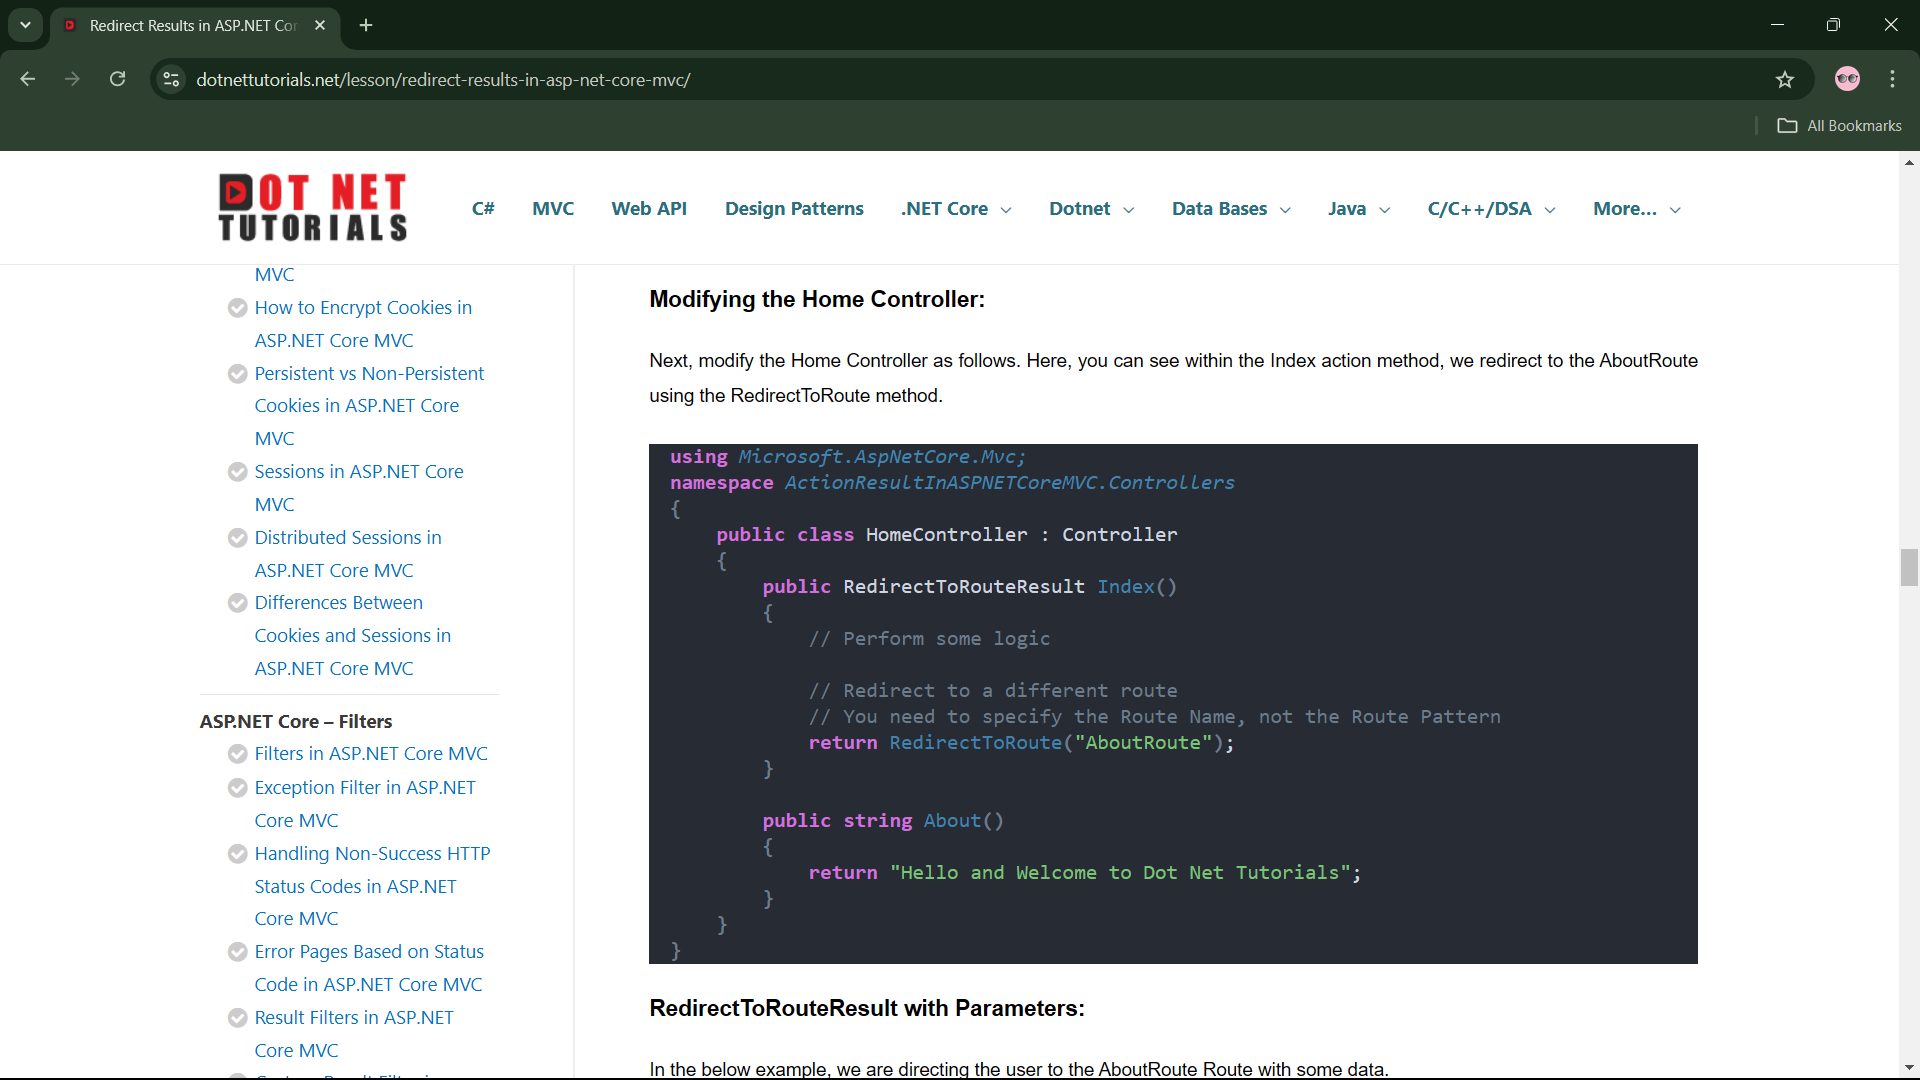 Redirect Results in ASP.NET Cor
dotnettutorials.net/lesson/redirect-results-in-asp-net-core-mvc/
All Bookmarks
DOT NET
TUTORIALS
C# MVC Web API Design Patterns .NET Core Dotnet Data Bases Java C/C++/DSA More...
MVC
How to Encrypt Cookies in
ASP.NET Core MVC
Persistent vs Non-Persistent
Cookies in ASP.NET Core
MVC
Sessions in ASP.NET Core
MVC
Distributed Sessions in
ASP.NET Core MVC
Differences Between
Cookies and Sessions in
ASP.NET Core MVC
ASP.NET Core – Filters
Filters in ASP.NET Core MVC
Exception Filter in ASP.NET
Core MVC
Handling Non-Success HTTP
Status Codes in ASP.NET
Core MVC
Error Pages Based on Status
Code in ASP.NET Core MVC
Result Filters in ASP.NET
Core MVC
Modifying the Home Controller:
Next, modify the Home Controller as follows. Here, you can see within the Index action method, we redirect to the AboutRoute
using the RedirectToRoute method.
using Microsoft.AspNetCore.Mvc;
namespace ActionResultInASPNETCoreMVC.Controllers
{
public class HomeController : Controller
{
public RedirectToRouteResult Index()
{
// Perform some logic
// Redirect to a different route
// You need to specify the Route Name, not the Route Pattern
return RedirectToRoute("AboutRoute");
}
public string About()
{
return "Hello and Welcome to Dot Net Tutorials";
}
}
}
RedirectToRouteResult with Parameters:
In the below example, we are directing the user to the AboutRoute Route with some data.